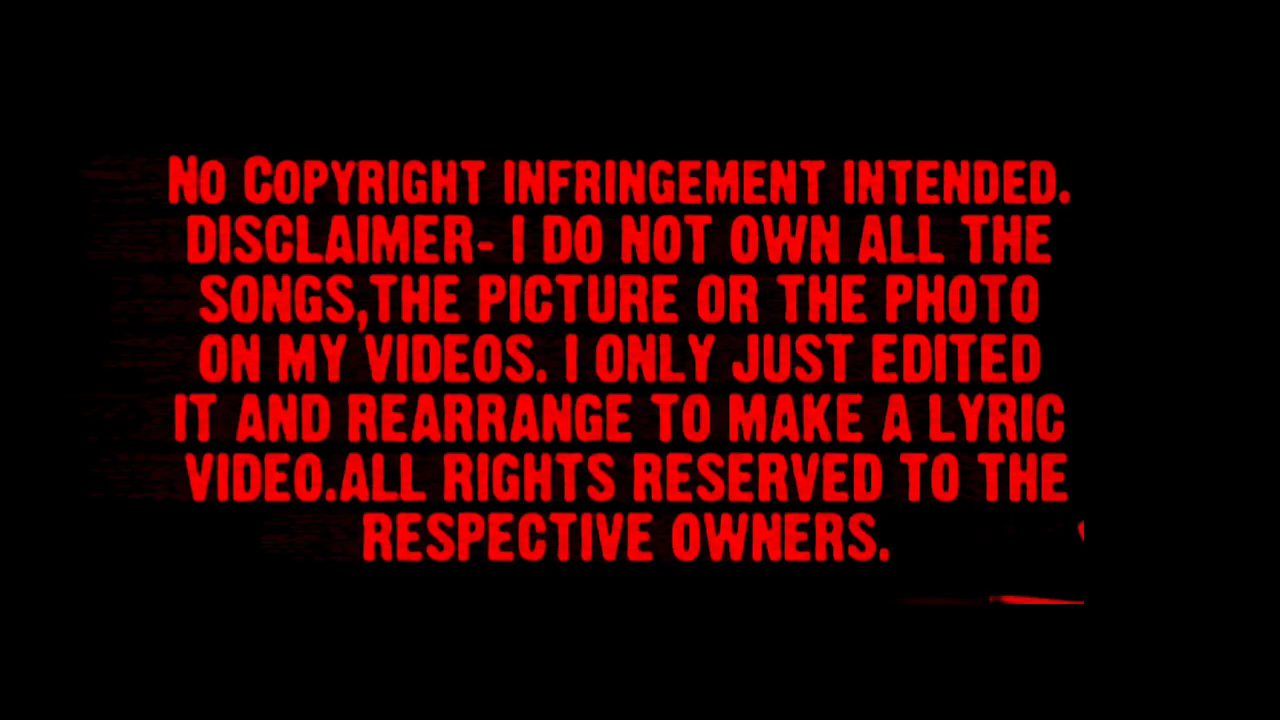 No Copyright infringement intended.
DISCLAIMER- I DO NOT OWN ALL THE
SONGS,THE PICTURE OR THE PHOTO
ON MY VIDEOS. I ONLY JUST EDITED
IT AND REARRANGE TO MAKE A LYRIC
VIDEO.ALL RIGHTS RESERVED TO THE
RESPECTIVE OWNERS.